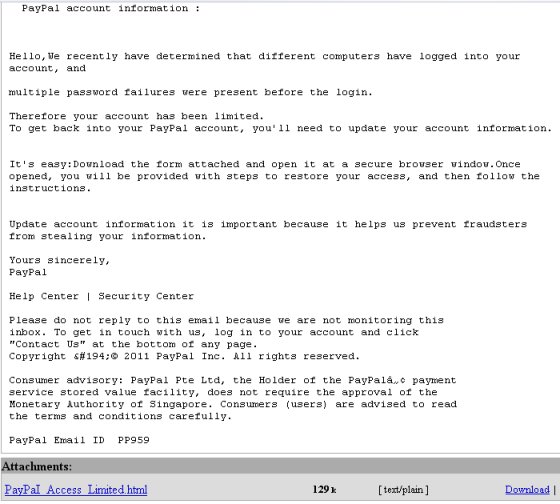 PayPal account information :
Hello,We recently have determined that different computers have logged into your
account, and
multiple password failures were present before the login.
Therefore your account has been limited.
To get back into your PayPal account, you'll need to update your account information.
It's easy:Download the form attached and open it at a secure browser window.Once
opened, you will be provided with steps to restore your access, and then follow the
instructions.
Update account information it is important because it helps us prevent fraudsters
from stealing your information.
Yours sincerely,
PayPal
Help Center | Security Center
Please do not reply to this email because we are not monitoring this
inbox. To get in touch with us, log in to your account and click
"Contact Us" at the bottom of any page.
Copyright &#194;© 2011 PayPal Inc. All rights reserved.
Consumer advisory: PayPal Pte Ltd, the Holder of the PayPalâ„¢ payment
service stored value facility, does not require the approval of the
Monetary Authority of Singapore. Consumers (users) are advised to read
the terms and conditions carefully.
PayPal Email ID  PP959
Attachments:
PayPaI_Access_Limited.html 129 k [ text/plain ] Download |